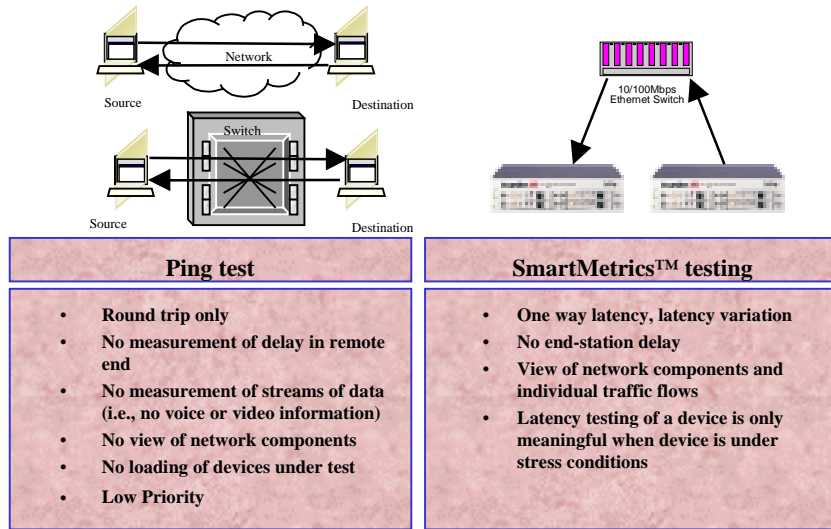 Network
Source
Destination
Switch
Source
Destination
10/100Mbps
Ethernet Switch
Ping test
• Round trip only
• No measurement of delay in remote
end
• No measurement of streams of data
(i.e., no voice or video information)
• No view of network components
• No loading of devices under test
• Low Priority
SmartMetrics™ testing
• One way latency, latency variation
• No end-station delay
• View of network components and
individual traffic flows
• Latency testing of a device is only
meaningful when device is under
stress conditions